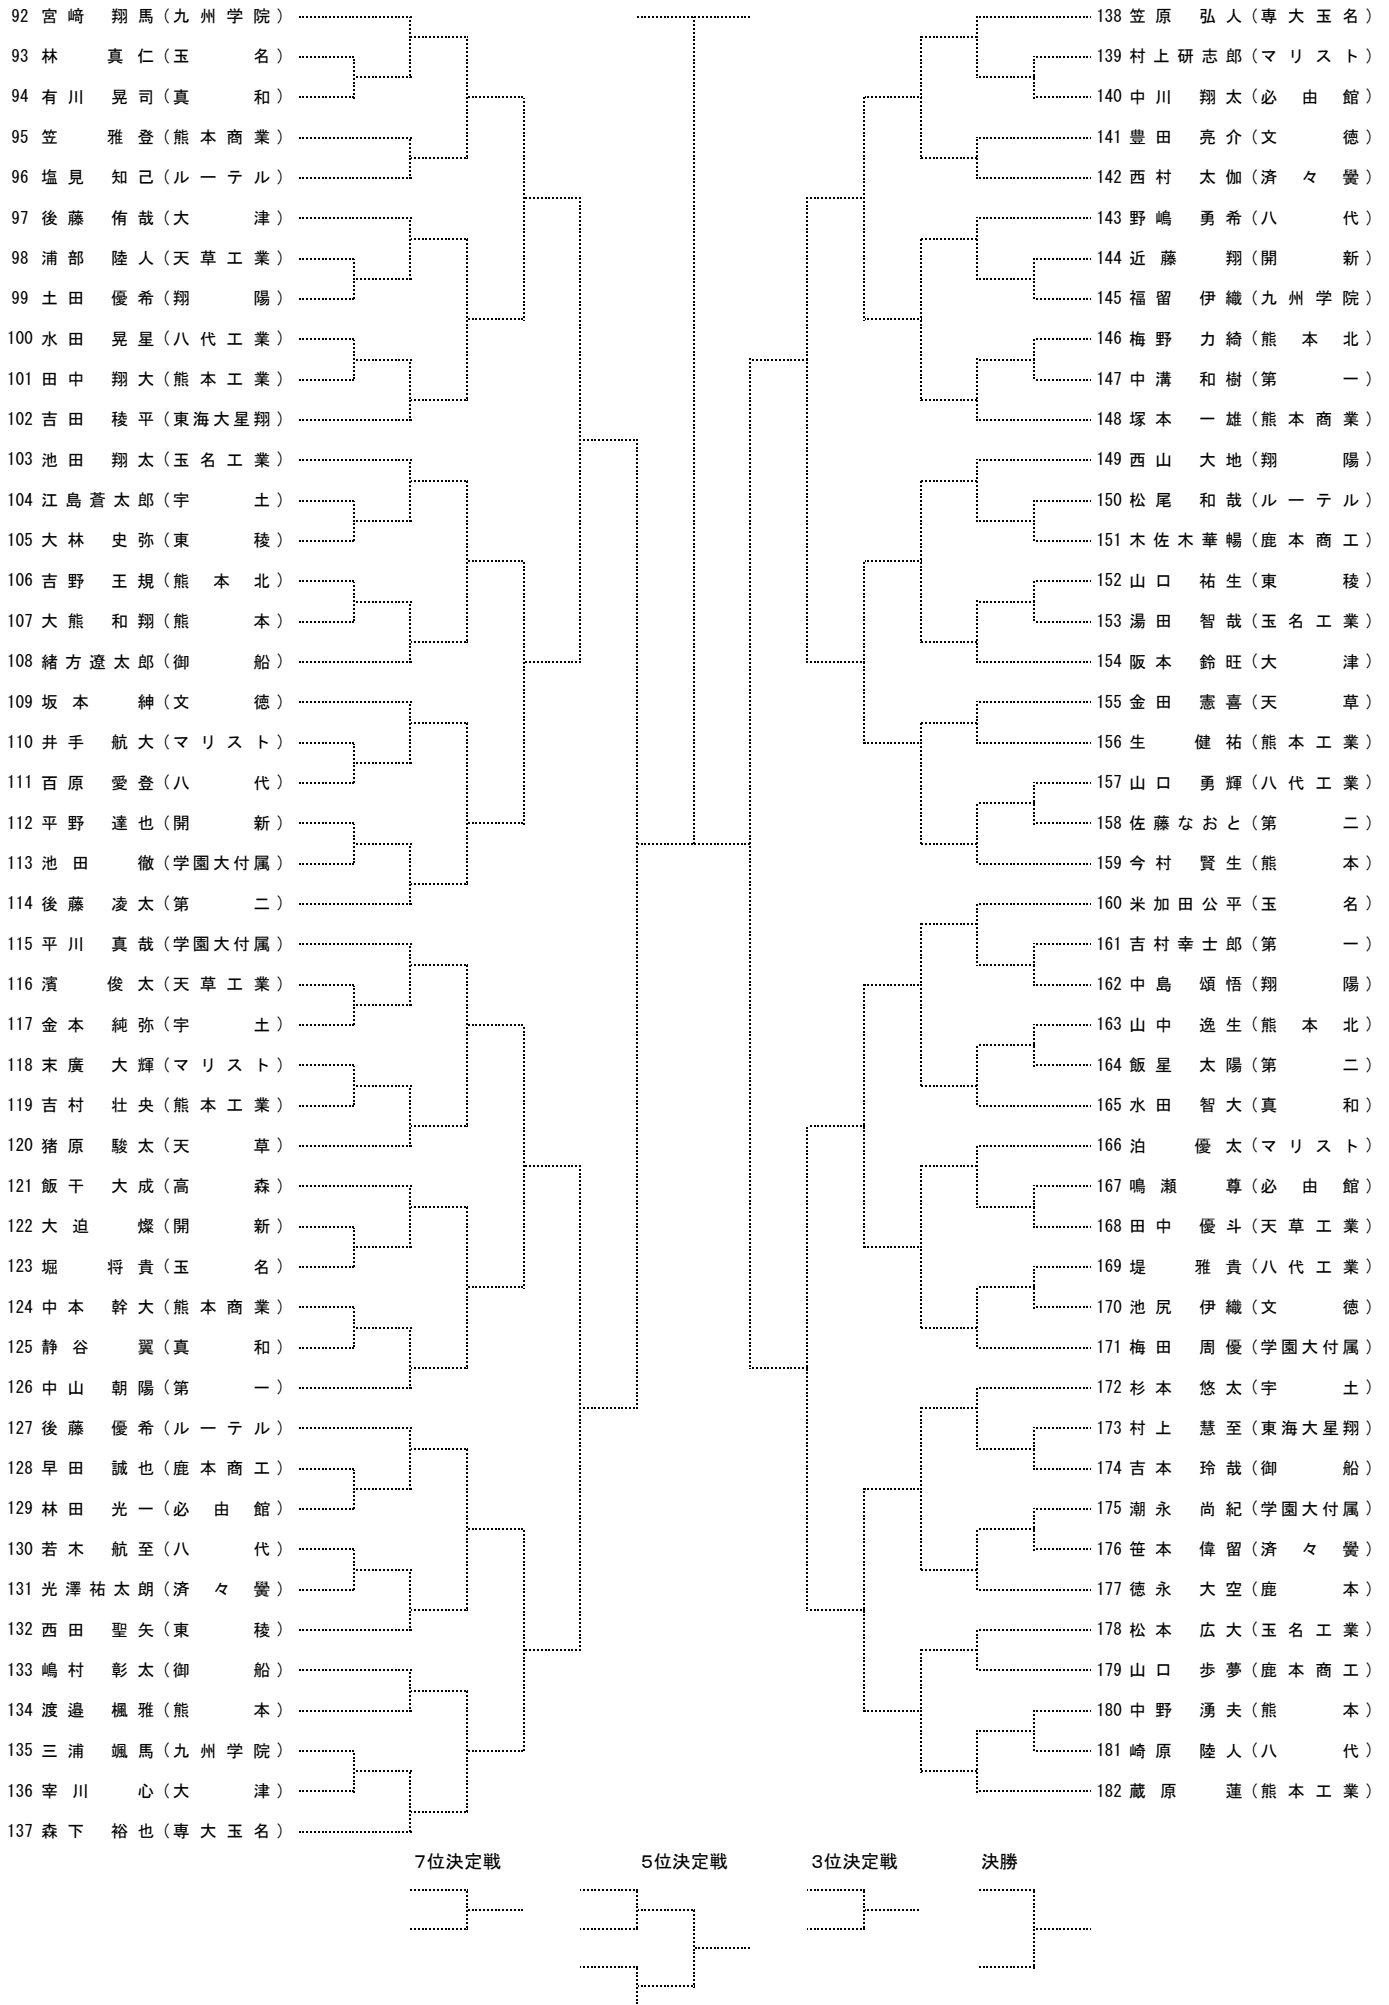 92 宮﨑 翔馬（九州学院）
93 林 真仁（玉名）
94 有川 晃司（真和）
95 笠 雅登（熊本商業）
96 塩見 知己（ルーテル）
97 後藤 侑哉（大津）
98 浦部 陸人（天草工業）
99 土田 優希（翔陽）
100 水田 晃星（八代工業）
101 田中 翔大（熊本工業）
102 吉田 稜平（東海大星翔）
103 池田 翔太（玉名工業）
104 江島蒼太郎（宇土）
105 大林 史弥（東稜）
106 吉野 王規（熊本北）
107 大熊 和翔（熊本）
108 緒方遼太郎（御船）
109 坂本 紳（文徳）
110 井手 航大（マリスト）
111 百原 愛登（八代）
112 平野 達也（開新）
113 池田 徹（学園大付属）
114 後藤 凌太（第二）
115 平川 真哉（学園大付属）
116 濱 俊太（天草工業）
117 金本 純弥（宇土）
118 末廣 大輝（マリスト）
119 吉村 壮央（熊本工業）
120 猪原 駿太（天草）
121 飯干 大成（高森）
122 大迫 燦（開新）
123 堀 将貴（玉名）
124 中本 幹大（熊本商業）
125 静谷 翼（真和）
126 中山 朝陽（第一）
127 後藤 優希（ルーテル）
128 早田 誠也（鹿本商工）
129 林田 光一（必由館）
130 若木 航至（八代）
131 光澤祐太朗（済々黌）
132 西田 聖矢（東稜）
133 嶋村 彰太（御船）
134 渡邉 楓雅（熊本）
135 三浦 颯馬（九州学院）
136 宰川 心（大津）
137 森下 裕也（専大玉名）
138 笠原 弘人（専大玉名）
139 村上研志郎（マリスト）
140 中川 翔太（必由館）
141 豊田 亮介（文徳）
142 西村 太伽（済々黌）
143 野嶋 勇希（八代）
144 近藤 翔（開新）
145 福留 伊織（九州学院）
146 梅野 力綺（熊本北）
147 中溝 和樹（第一）
148 塚本 一雄（熊本商業）
149 西山 大地（翔陽）
150 松尾 和哉（ルーテル）
151 木佐木華暢（鹿本商工）
152 山口 祐生（東稜）
153 湯田 智哉（玉名工業）
154 阪本 鈴旺（大津）
155 金田 憲喜（天草）
156 生 健祐（熊本工業）
157 山口 勇輝（八代工業）
158 佐藤なおと（第二）
159 今村 賢生（熊本）
160 米加田公平（玉名）
161 吉村幸士郎（第一）
162 中島 頌悟（翔陽）
163 山中 逸生（熊本北）
164 飯星 太陽（第二）
165 水田 智大（真和）
166 泊 優太（マリスト）
167 鳴瀬 尊（必由館）
168 田中 優斗（天草工業）
169 堤 雅貴（八代工業）
170 池尻 伊織（文徳）
171 梅田 周優（学園大付属）
172 杉本 悠太（宇土）
173 村上 慧至（東海大星翔）
174 吉本 玲哉（御船）
175 潮永 尚紀（学園大付属）
176 笹本 偉留（済々黌）
177 徳永 大空（鹿本）
178 松本 広大（玉名工業）
179 山口 歩夢（鹿本商工）
180 中野 湧夫（熊本）
181 崎原 陸人（八代）
182 蔵原 蓮（熊本工業）
7位決定戦 5位決定戦 3位決定戦 決勝